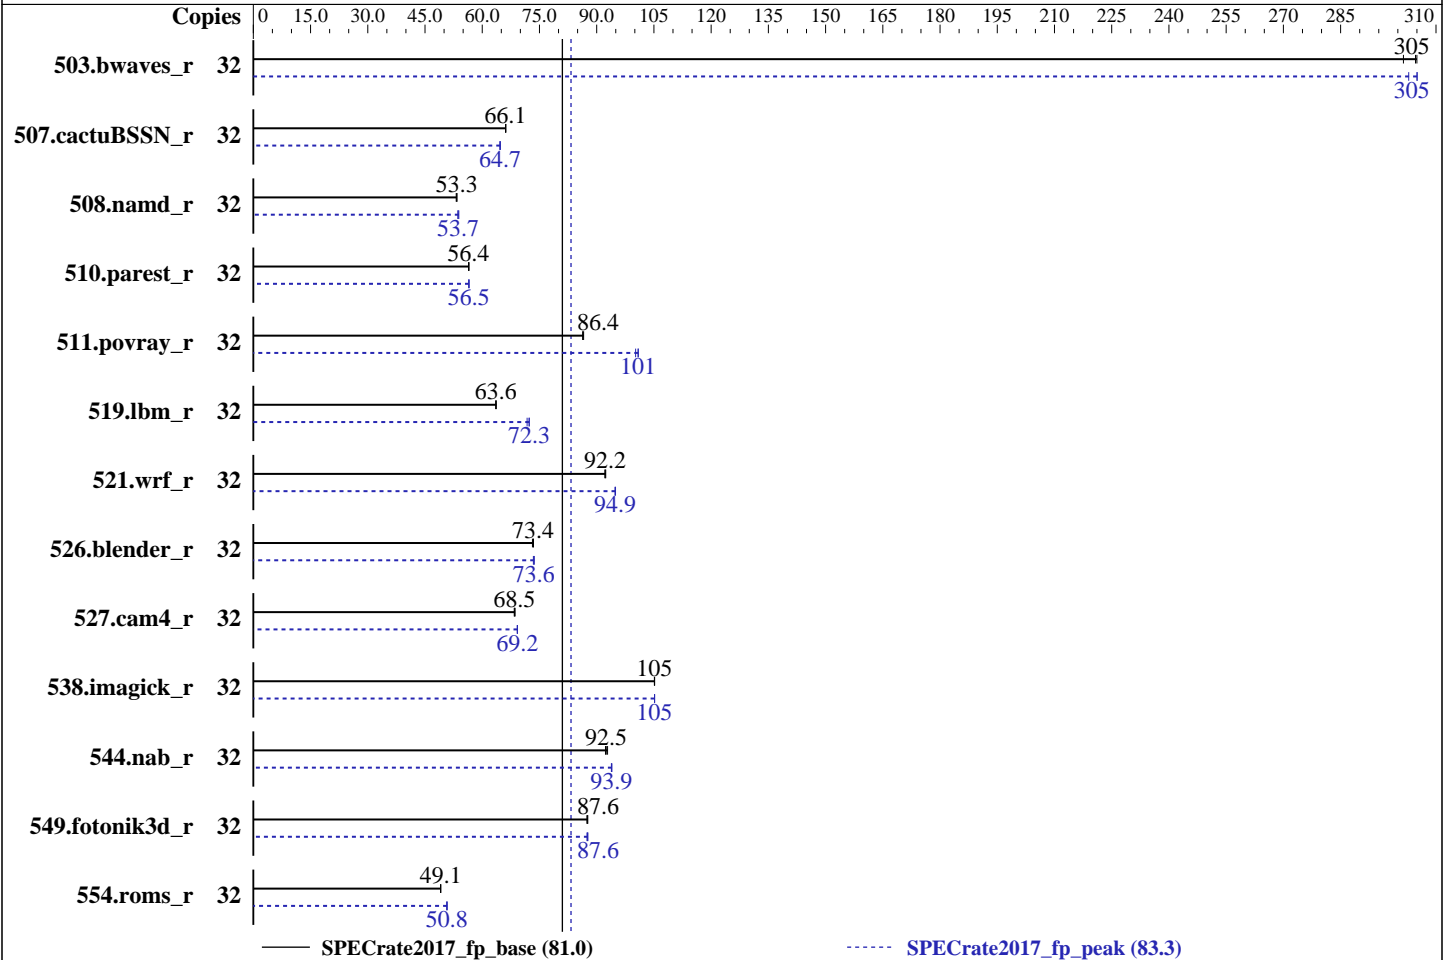 Copies 0 15.0 30.0 45.0 60.0 75.0 90.0 105 120 135 150 165 180 195 210 225 240 255 270 285 310
305
503.bwaves_r 32
305
66.1
507.cactuBSSN_r 32
64.7
53.3
508.namd_r 32
53.7
56.4
510.parest_r 32
56.5
86.4
511.povray_r 32
101
63.6
519.lbm_r 32
72.3
92.2
521.wrf_r 32
94.9
73.4
526.blender_r 32
73.6
68.5
527.cam4_r 32
69.2
105
538.imagick_r 32
105
92.5
544.nab_r 32
93.9
87.6
549.fotonik3d_r 32
87.6
49.1
554.roms_r 32
50.8
SPECrate2017_fp_base (81.0) SPECrate2017_fp_peak (83.3)